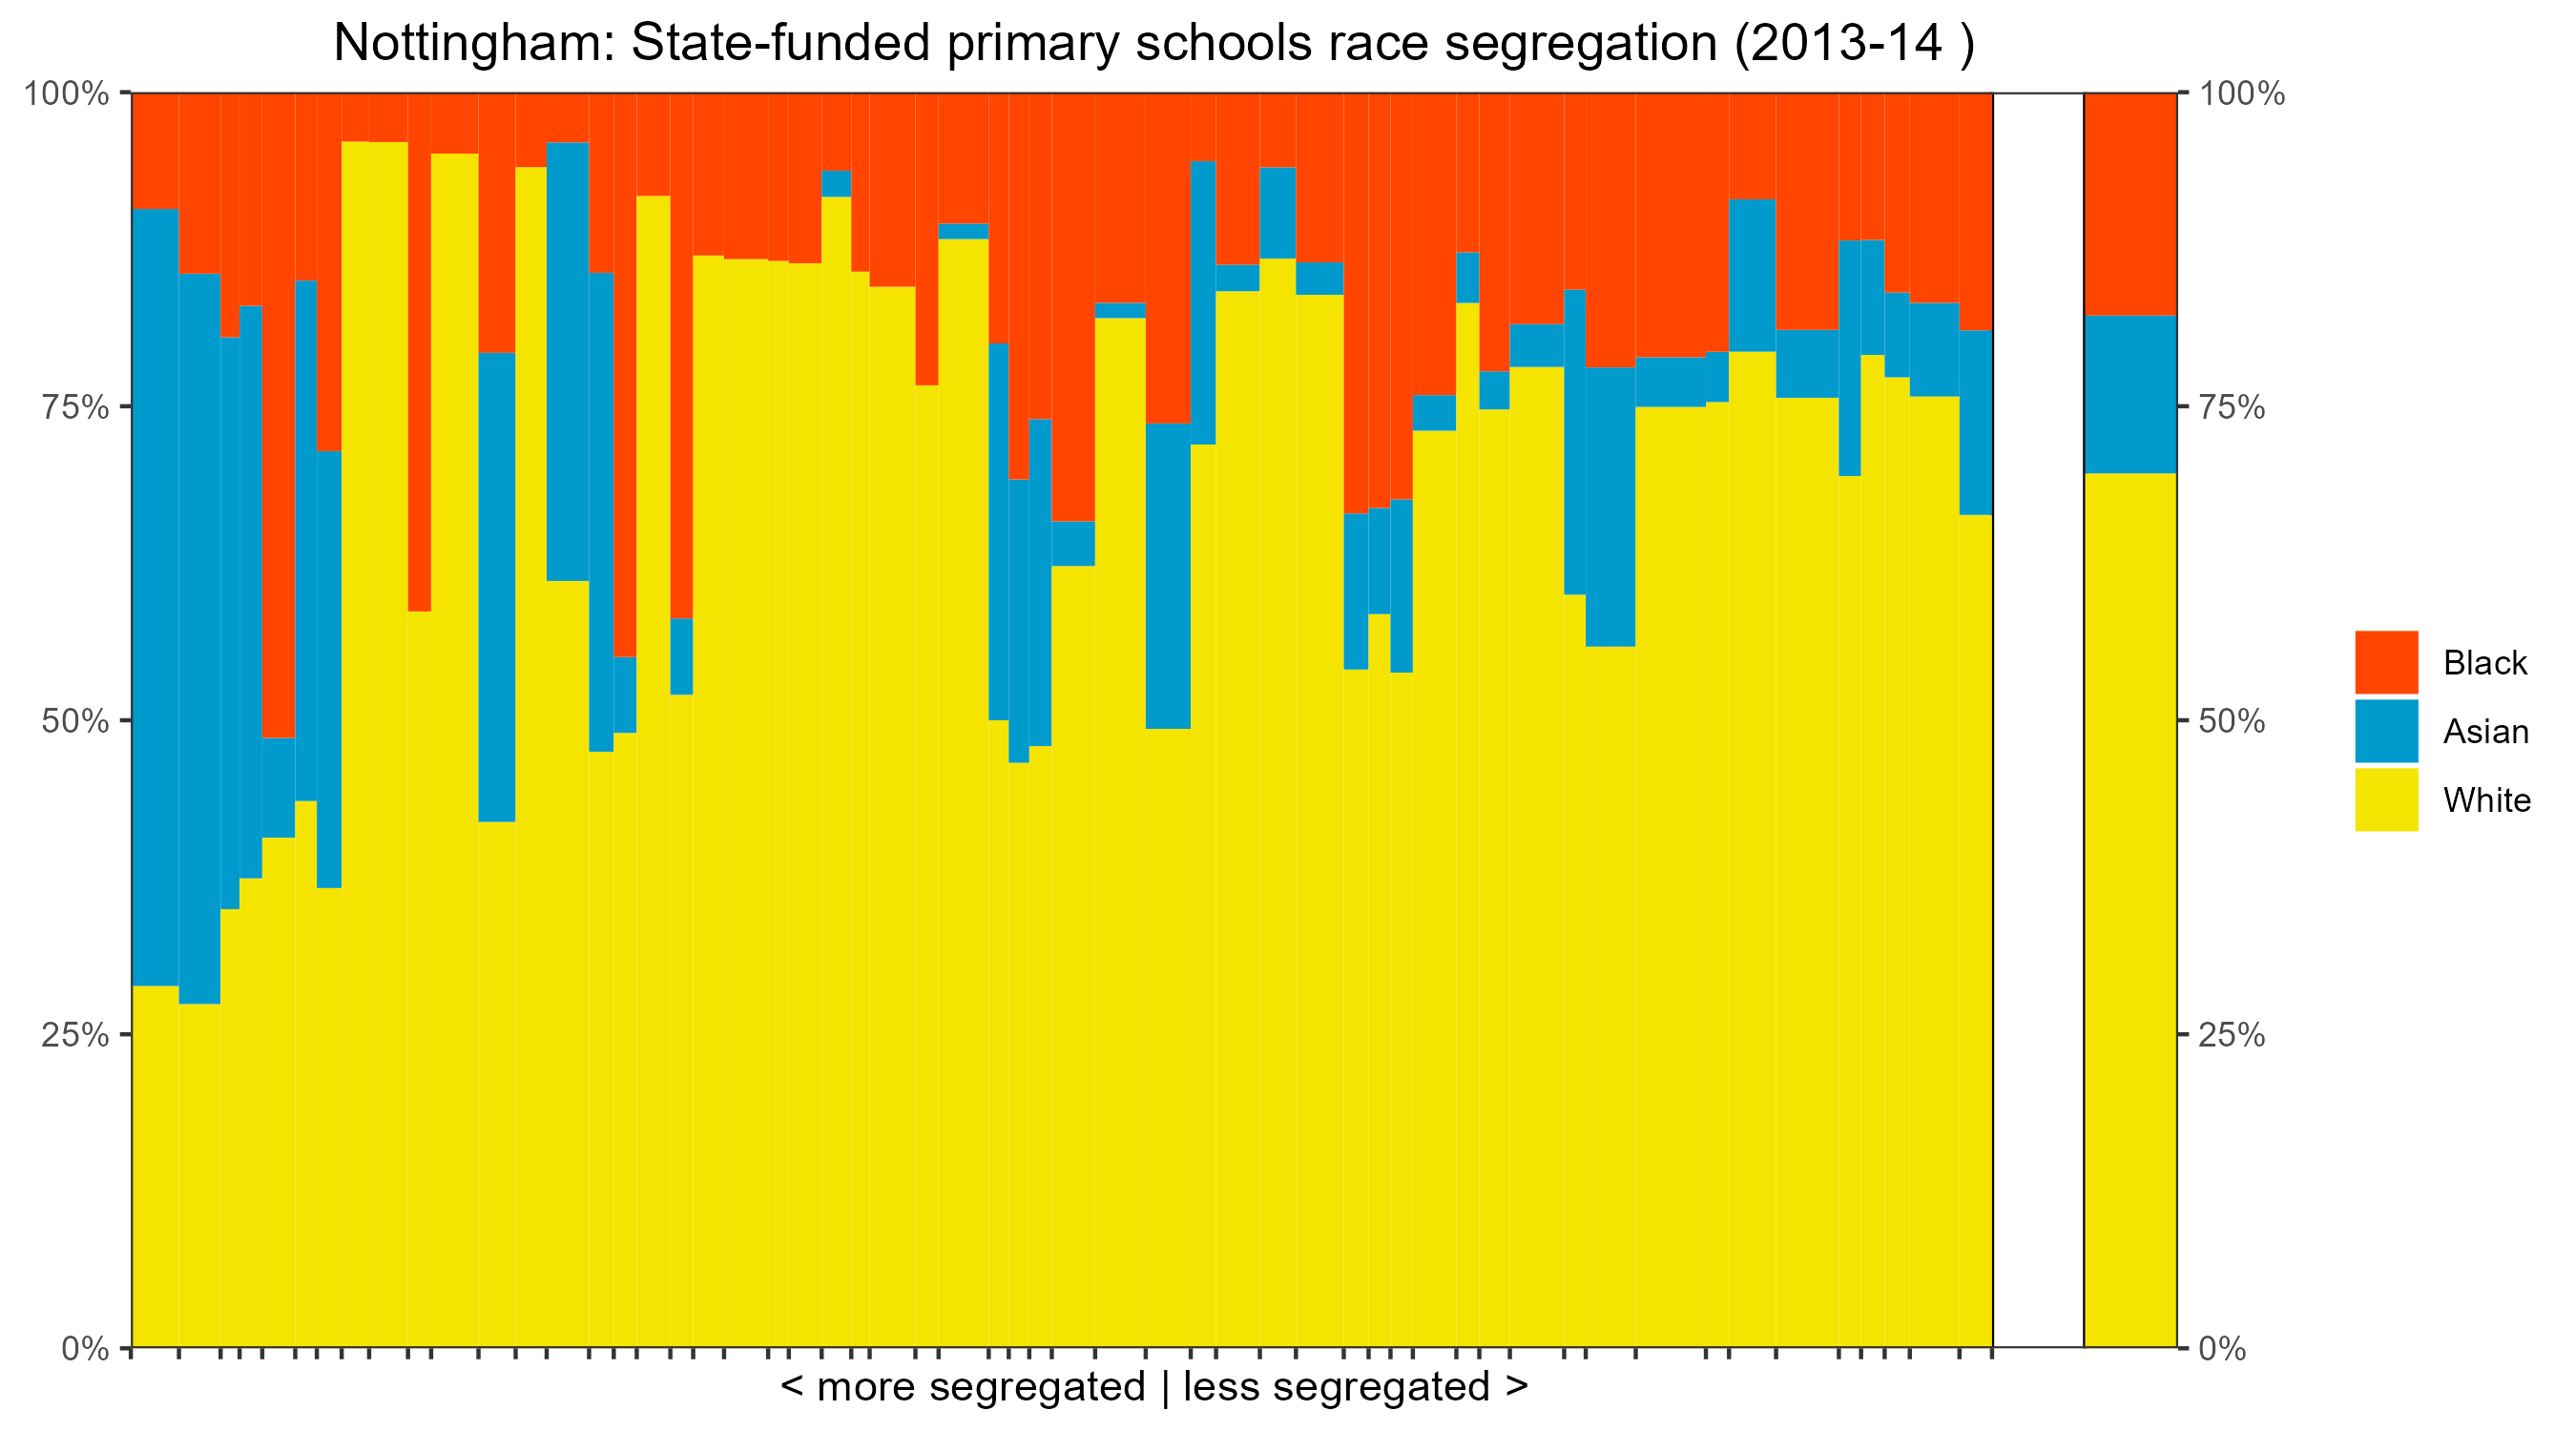 Nottingham: State-funded primary schools race segregation (2013-14 )
100%
75%
50%
25%
0%
100%
75%
50%
25%
0%
Black
Asian
White
< more segregated | less segregated >